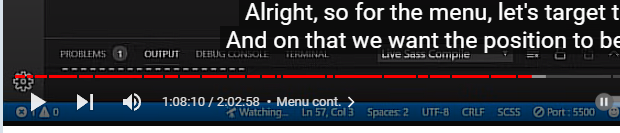 Alright, so for the menu, let's target t
And on that we want the position to be
PROBLEMS 1 OUTPUT DEBUG CONSOLE TERMINAL Live Sass Compile
1:08:10 / 2:02:58 • Menu cont.
1 0 Watching... Ln 57, Col 3 Spaces: 2 UTF-8 CRLF SCSS Port : 5500